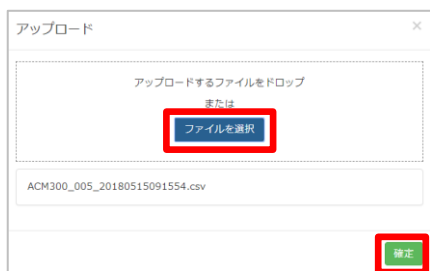 アップロード
×
アップロードするファイルをドロップ
または
ファイルを選択
ACM300_005_20180515091554.csv
確定